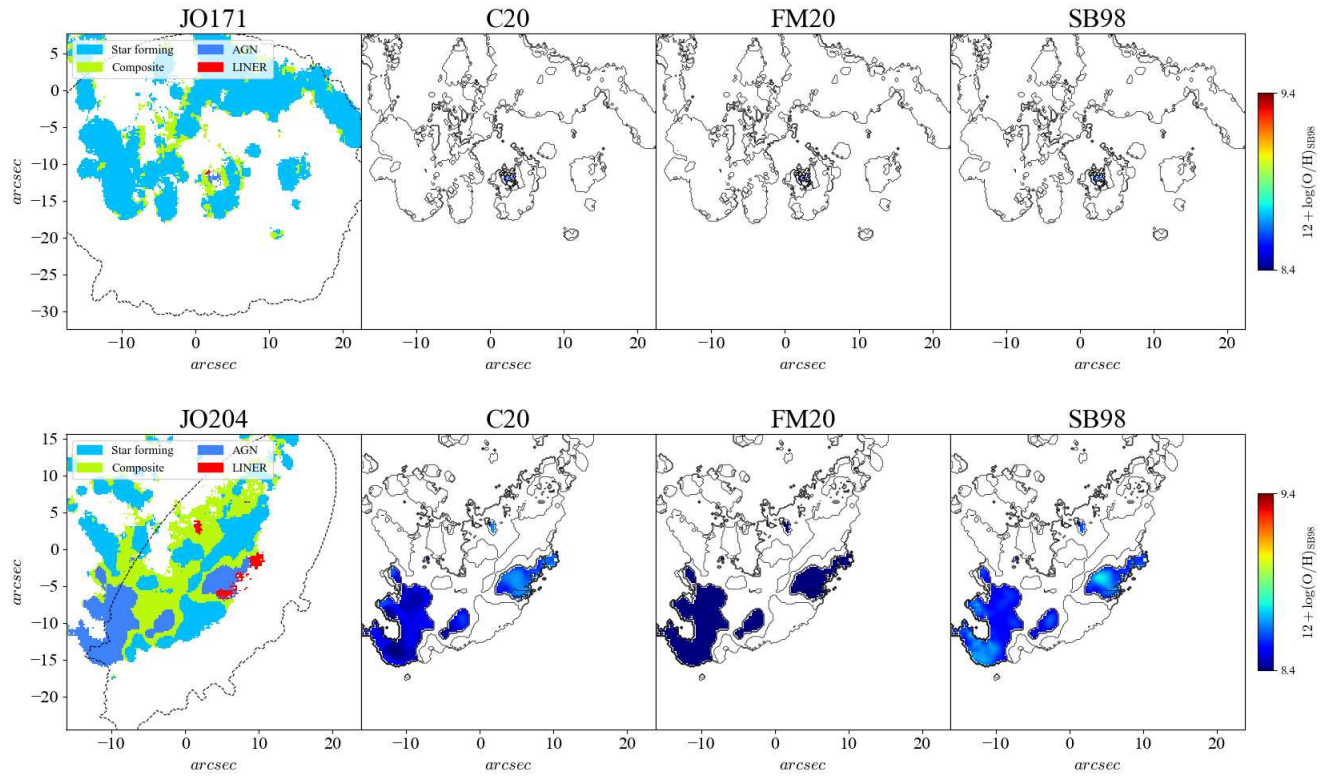 JO171 C20 FM20 SB98
Star forming AGN
Composite LINER
0
−5
−10
−15
−20
−25
−30
arcsec
−10 0 10 20 −10 0 10 20 −10 0 10 20 −10 0 10 20
arcsec arcsec arcsec arcsec
9.4
12 + log(O/H)SB98
8.4
JO204 C20 FM20 SB98
Star forming AGN
Composite LINER
15
10
5
0
−5
−10
−15
−20
arcsec
−10 0 10 20 −10 0 10 20 −10 0 10 20 −10 0 10 20
arcsec arcsec arcsec arcsec
9.4
12 + log(O/H)SB98
8.4